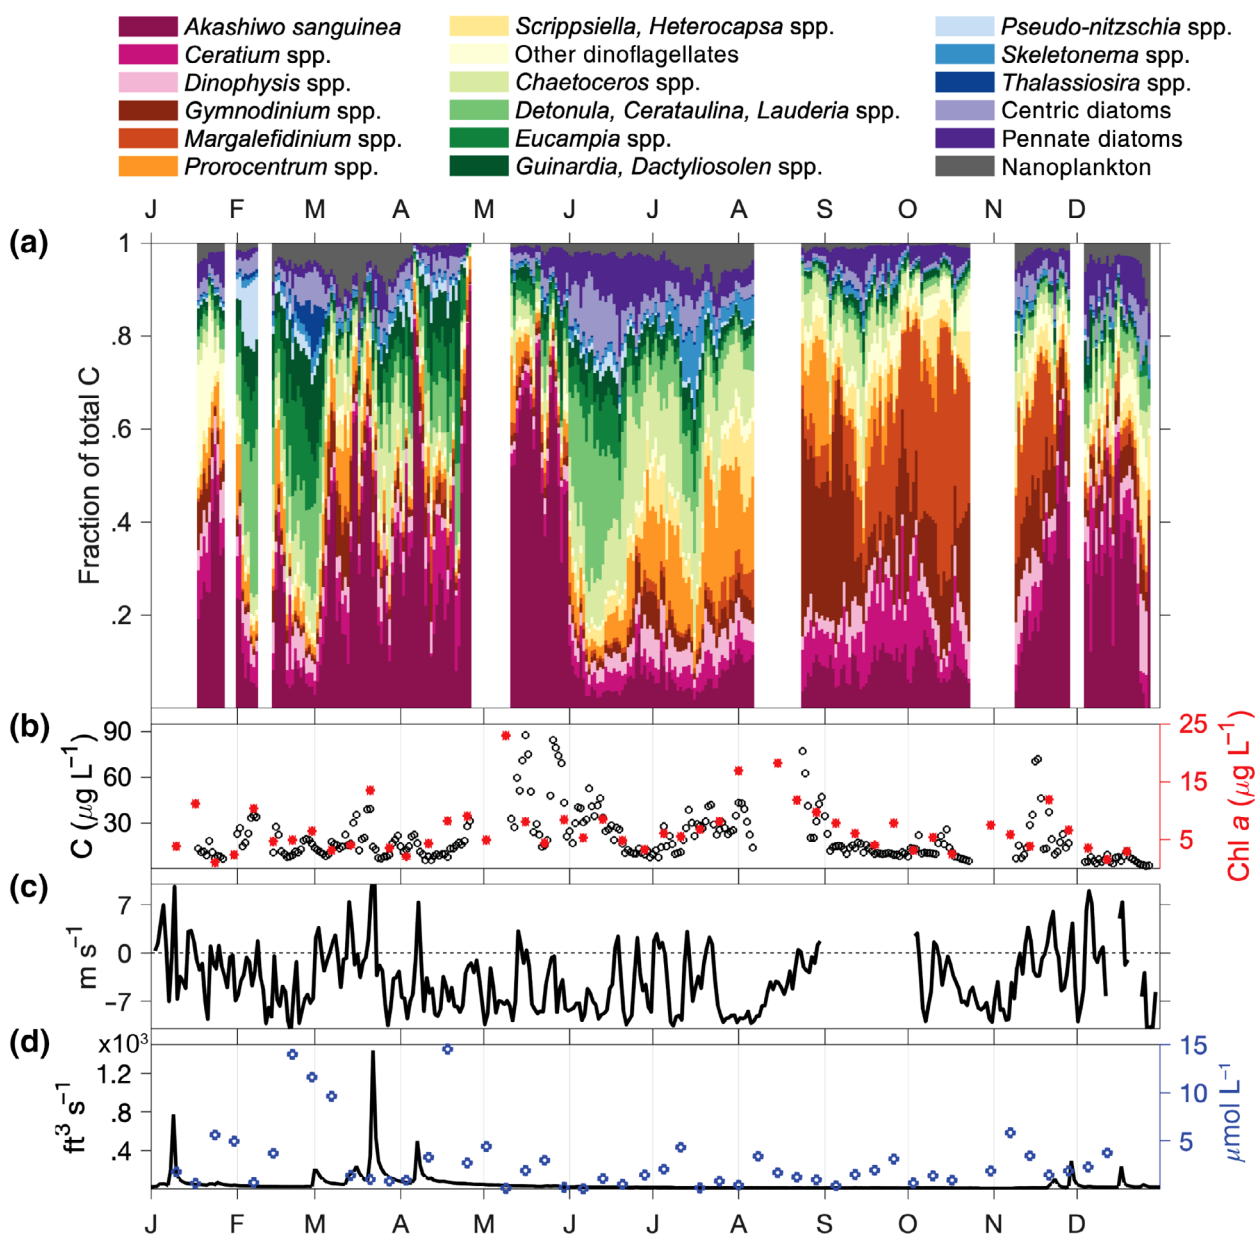 Akashiwo sanguinea
Ceratium spp.
Dinophysis spp.
Gymnodinium spp.
Margalefidinium spp.
Prorocentrum spp.
Scrippsiella, Heterocapsa spp.
Other dinoflagellates
Chaetoceros spp.
Detonula, Cerataulina, Lauderia spp.
Eucampia spp.
Guinardia, Dactyliosolen spp.
Pseudo-nitzschia spp.
Skeletonema spp.
Thalassiosira spp.
Centric diatoms
Pennate diatoms
Nanoplankton
J F M A M J J A S O N D
(a)
Fraction of total C
1
.8
.6
.4
.2
(b)
C (μg L⁻¹)
90
60
30
25
15
5
Chl a (μg L⁻¹)
(c)
m s⁻¹
7
0
−7
(d)
x10³
ft³ s⁻¹
1.2
.8
.4
15
10
5
μmol L⁻¹
J F M A M J J A S O N D